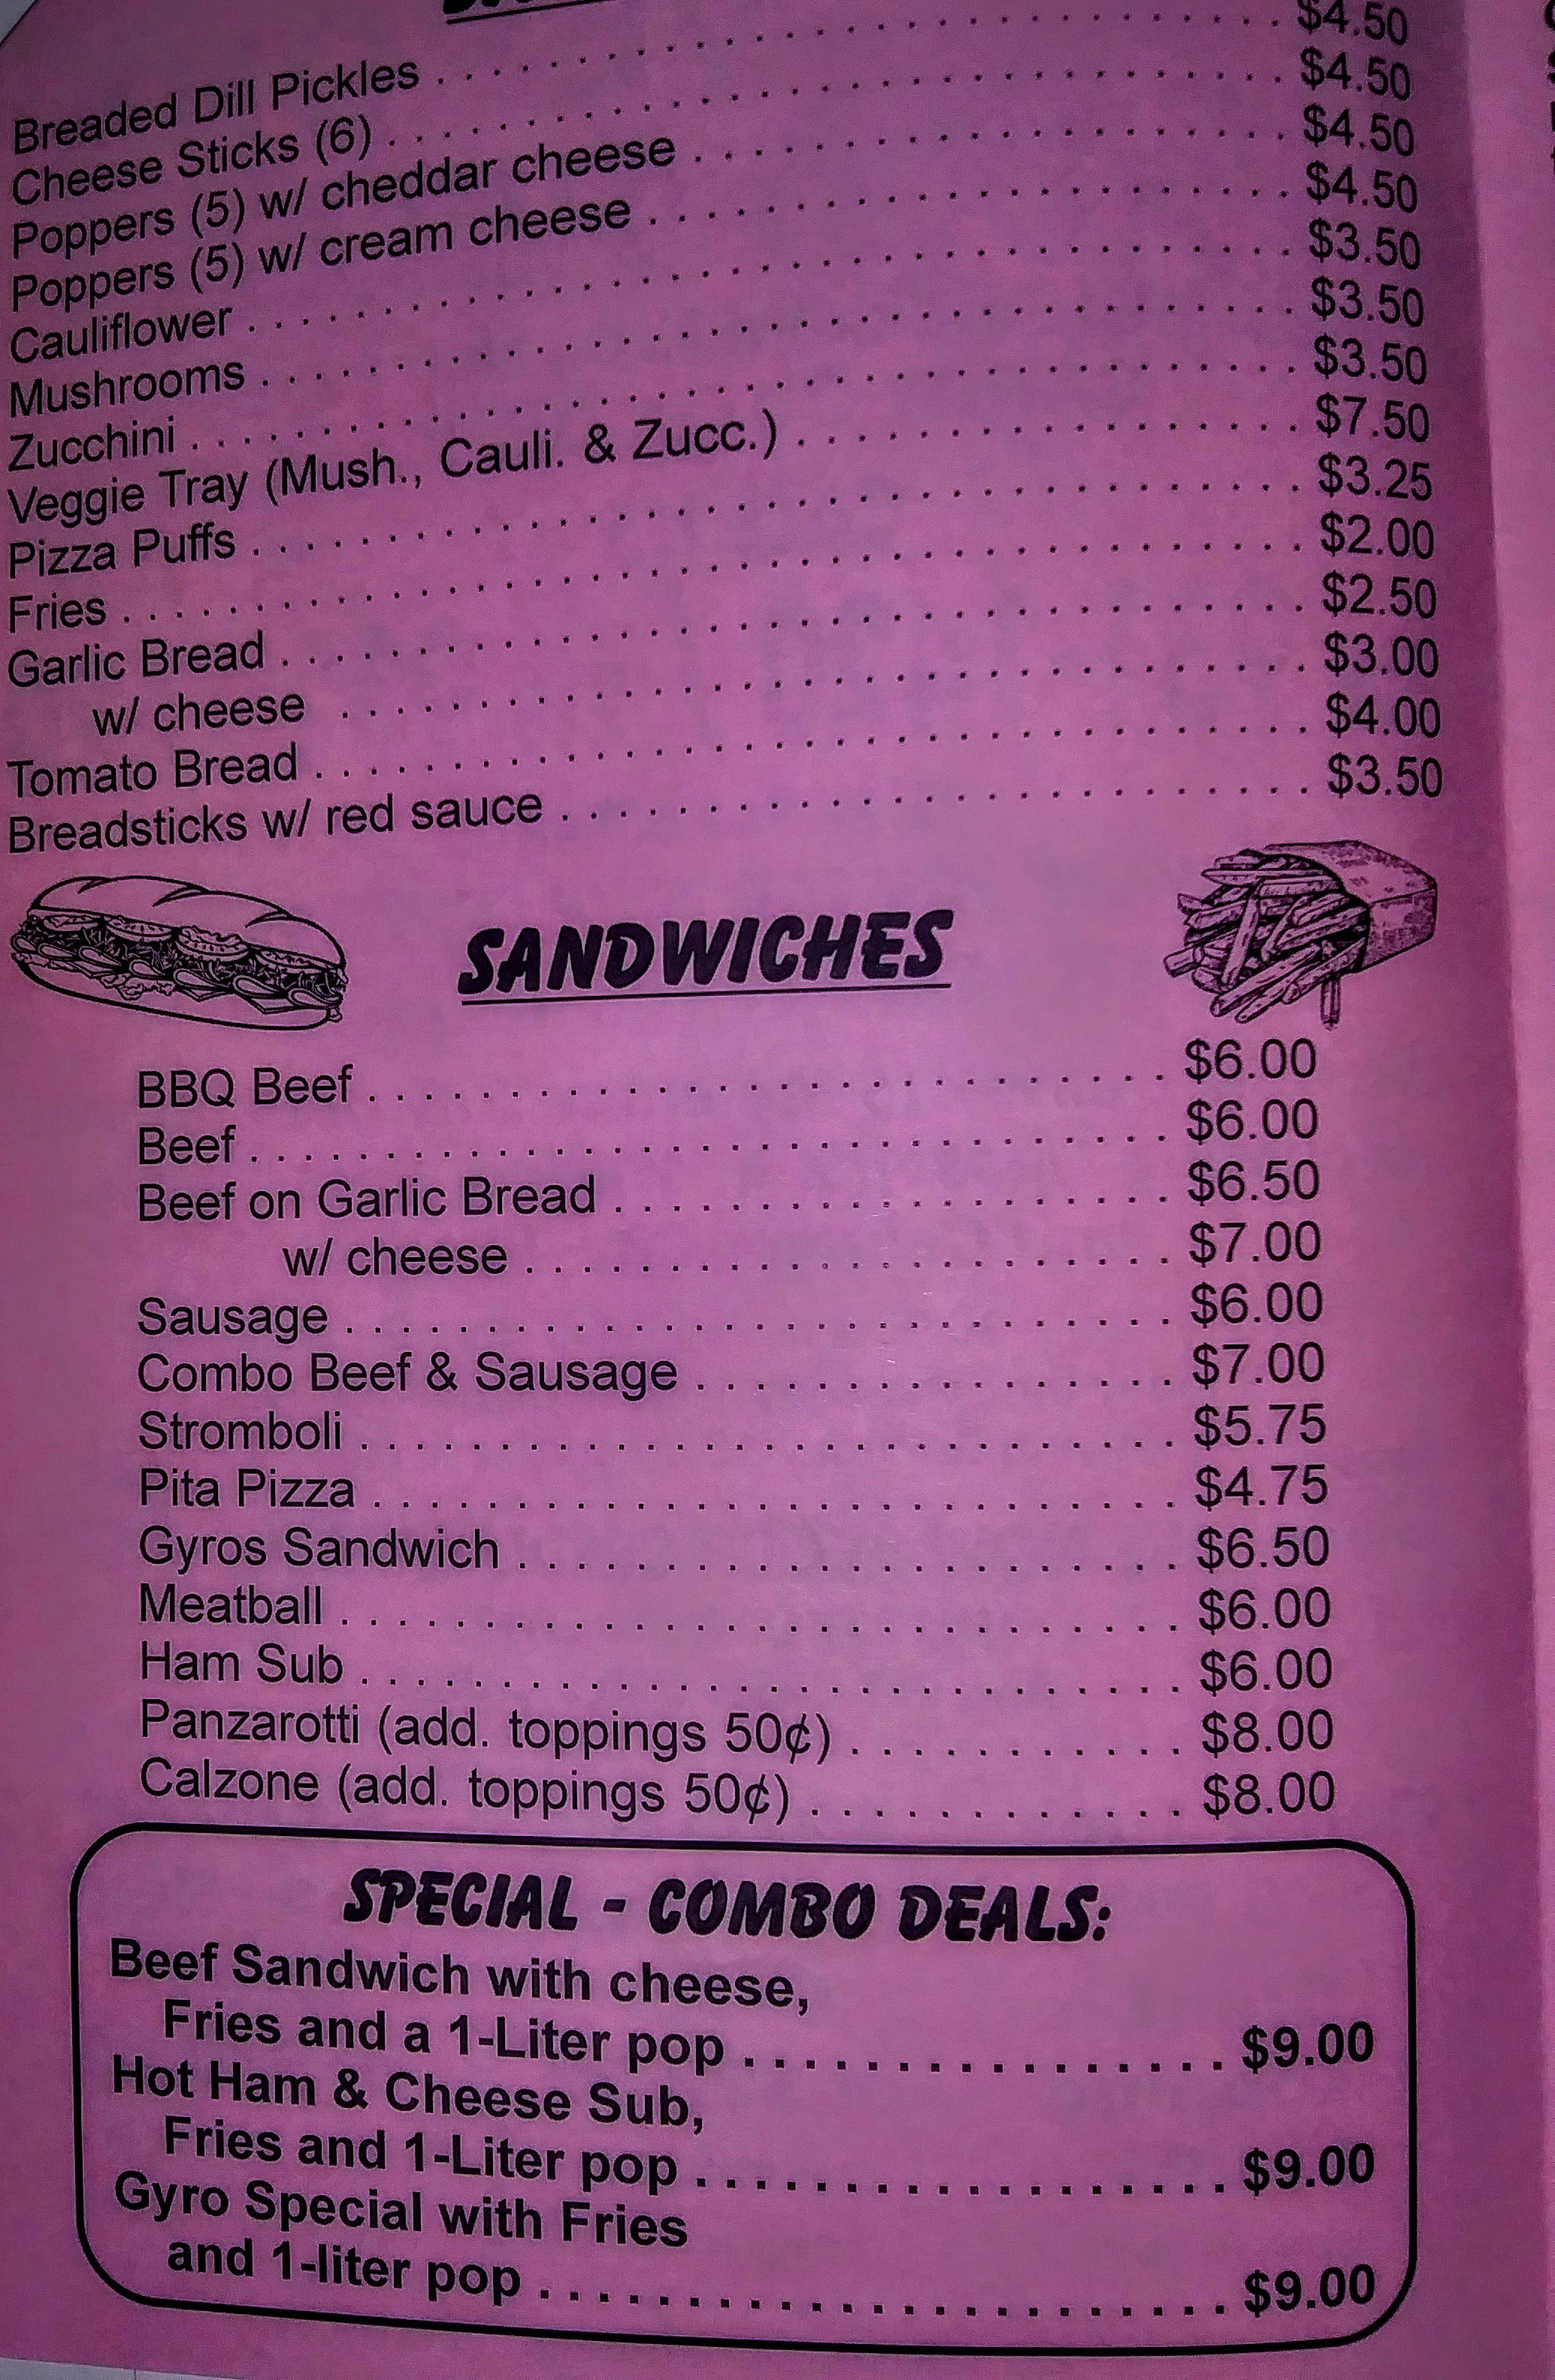 Breaded Dill Pickles . . . . . . . . . . . . . . . . . . . . . . . . . . . . . . $4.50
Cheese Sticks (6) . . . . . . . . . . . . . . . . . . . . . . . . . . . . . . . $4.50
Poppers (5) w/ cheddar cheese . . . . . . . . . . . . . . . . . . . . . $4.50
Poppers (5) w/ cream cheese . . . . . . . . . . . . . . . . . . . . . . $4.50
Cauliflower . . . . . . . . . . . . . . . . . . . . . . . . . . . . . . . . . . . . $3.50
Mushrooms . . . . . . . . . . . . . . . . . . . . . . . . . . . . . . . . . . . $3.50
Zucchini . . . . . . . . . . . . . . . . . . . . . . . . . . . . . . . . . . . . . . $3.50
Veggie Tray (Mush., Cauli. & Zucc.) . . . . . . . . . . . . . . . . . $7.50
Pizza Puffs . . . . . . . . . . . . . . . . . . . . . . . . . . . . . . . . . . . . $3.25
Fries . . . . . . . . . . . . . . . . . . . . . . . . . . . . . . . . . . . . . . . . . $2.00
Garlic Bread . . . . . . . . . . . . . . . . . . . . . . . . . . . . . . . . . . . $2.50
w/ cheese . . . . . . . . . . . . . . . . . . . . . . . . . . . . . . . . . . $3.00
Tomato Bread . . . . . . . . . . . . . . . . . . . . . . . . . . . . . . . . . . $4.00
Breadsticks w/ red sauce . . . . . . . . . . . . . . . . . . . . . . . . . $3.50
SANDWICHES
BBQ Beef . . . . . . . . . . . . . . . . . . . . . . . . . . . . $6.00
Beef . . . . . . . . . . . . . . . . . . . . . . . . . . . . . . . . $6.00
Beef on Garlic Bread . . . . . . . . . . . . . . . . . . . . $6.50
w/ cheese . . . . . . . . . . . . . . . . . . . . . . . $7.00
Sausage . . . . . . . . . . . . . . . . . . . . . . . . . . . . . $6.00
Combo Beef & Sausage . . . . . . . . . . . . . . . . . $7.00
Stromboli . . . . . . . . . . . . . . . . . . . . . . . . . . . . . $5.75
Pita Pizza . . . . . . . . . . . . . . . . . . . . . . . . . . . . $4.75
Gyros Sandwich . . . . . . . . . . . . . . . . . . . . . . . $6.50
Meatball . . . . . . . . . . . . . . . . . . . . . . . . . . . . . $6.00
Ham Sub . . . . . . . . . . . . . . . . . . . . . . . . . . . . . $6.00
Panzarotti (add. toppings 50¢) . . . . . . . . . . . . $8.00
Calzone (add. toppings 50¢) . . . . . . . . . . . . . $8.00
SPECIAL - COMBO DEALS:
Beef Sandwich with cheese,
Fries and a 1-Liter pop . . . . . . . . . . . . . . . . $9.00
Hot Ham & Cheese Sub,
Fries and 1-Liter pop . . . . . . . . . . . . . . . . . . $9.00
Gyro Special with Fries
and 1-liter pop . . . . . . . . . . . . . . . . . . . . . . . $9.00